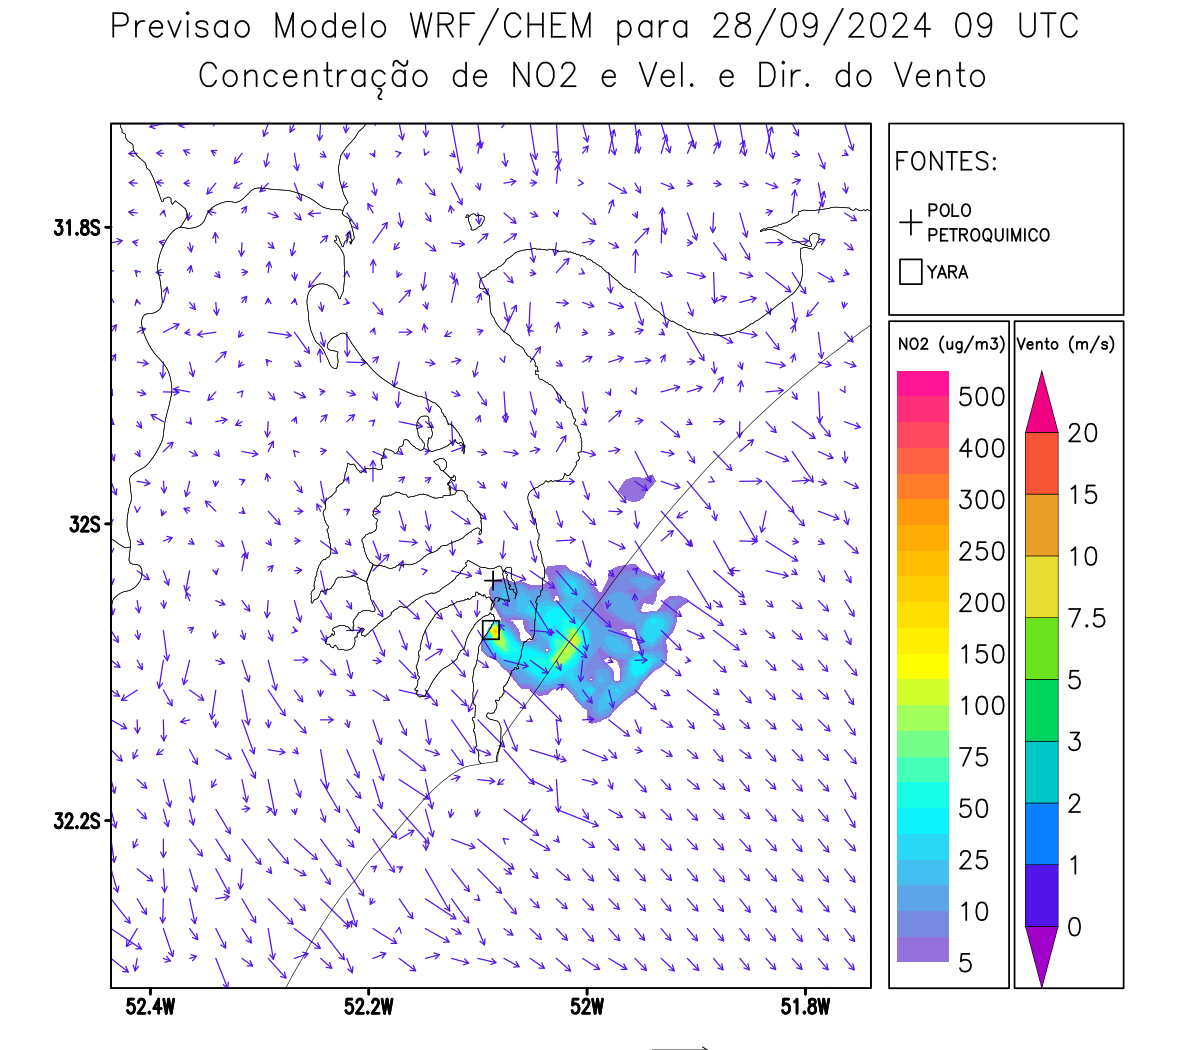 Previsao Modelo WRF/CHEM para 28/09/2024 09 UTC
Concentração de NO2 e Vel. e Dir. do Vento
FONTES:
POLO
PETROQUIMICO
YARA
31.8S
32S
32.2S
52.4W
52.2W
52W
51.8W
NO2 (ug/m3)
500
400
300
250
200
150
100
75
50
25
10
5
Vento (m/s)
20
15
10
7.5
5
3
2
1
0